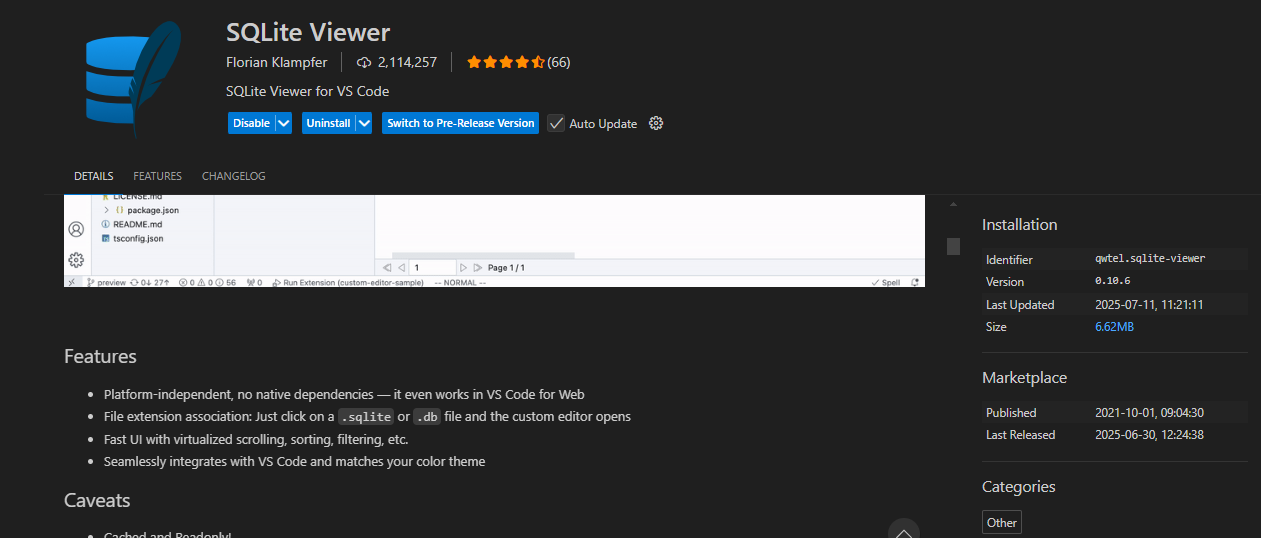 SQLite Viewer
Florian Klampfer 2,114,257 (66)
SQLite Viewer for VS Code
Disable Uninstall Switch to Pre-Release Version Auto Update
DETAILS FEATURES CHANGELOG
LICENSE.md
{} package.json
README.md
tsconfig.json
1 Page 1 / 1
preview 0↓ 27↑ 0 0 56 0 Run Extension (custom-editor-sample) -- NORMAL -- Spell
Features
• Platform-independent, no native dependencies — it even works in VS Code for Web
• File extension association: Just click on a .sqlite or .db file and the custom editor opens
• Fast UI with virtualized scrolling, sorting, filtering, etc.
• Seamlessly integrates with VS Code and matches your color theme
Caveats
• Cached and Readonly!
Installation
Identifier qwtel.sqlite-viewer
Version 0.10.6
Last Updated 2025-07-11, 11:21:11
Size 6.62MB
Marketplace
Published 2021-10-01, 09:04:30
Last Released 2025-06-30, 12:24:38
Categories
Other